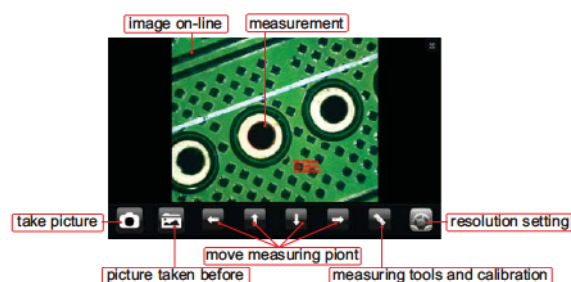 image on-line
measurement
take picture
resolution setting
move measuring piont
picture taken before
measuring tools and calibration